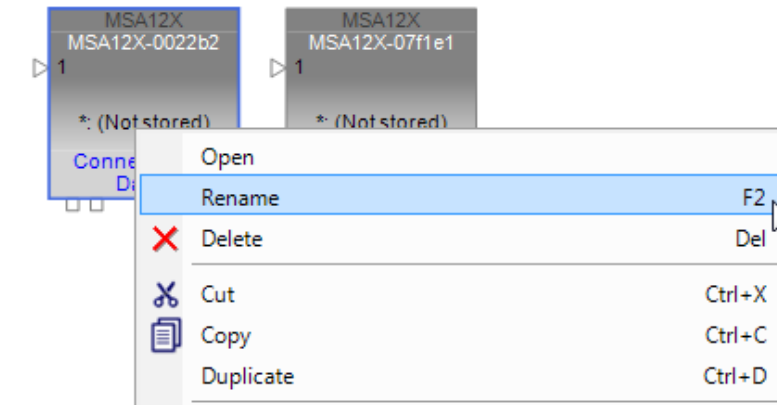 MSA12X
MSA12X-0022b2
1
*: (Not stored)
MSA12X
MSA12X-07f1e1
1
*: (Not stored)
Open
Rename F2
Delete Del
Cut Ctrl+X
Copy Ctrl+C
Duplicate Ctrl+D